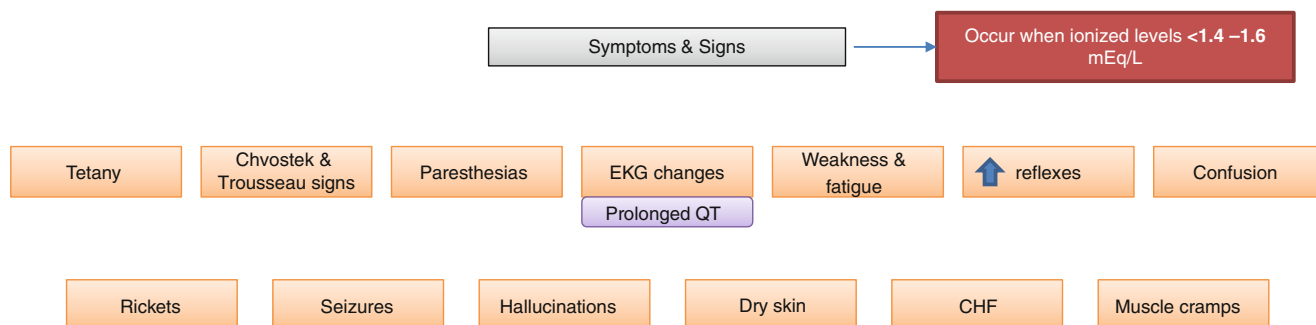 Symptoms & Signs
Occur when ionized levels <1.4 –1.6
mEq/L
Tetany
Chvostek &
Trousseau signs
Paresthesias
EKG changes
Prolonged QT
Weakness &
fatigue
reflexes
Confusion
Rickets
Seizures
Hallucinations
Dry skin
CHF
Muscle cramps